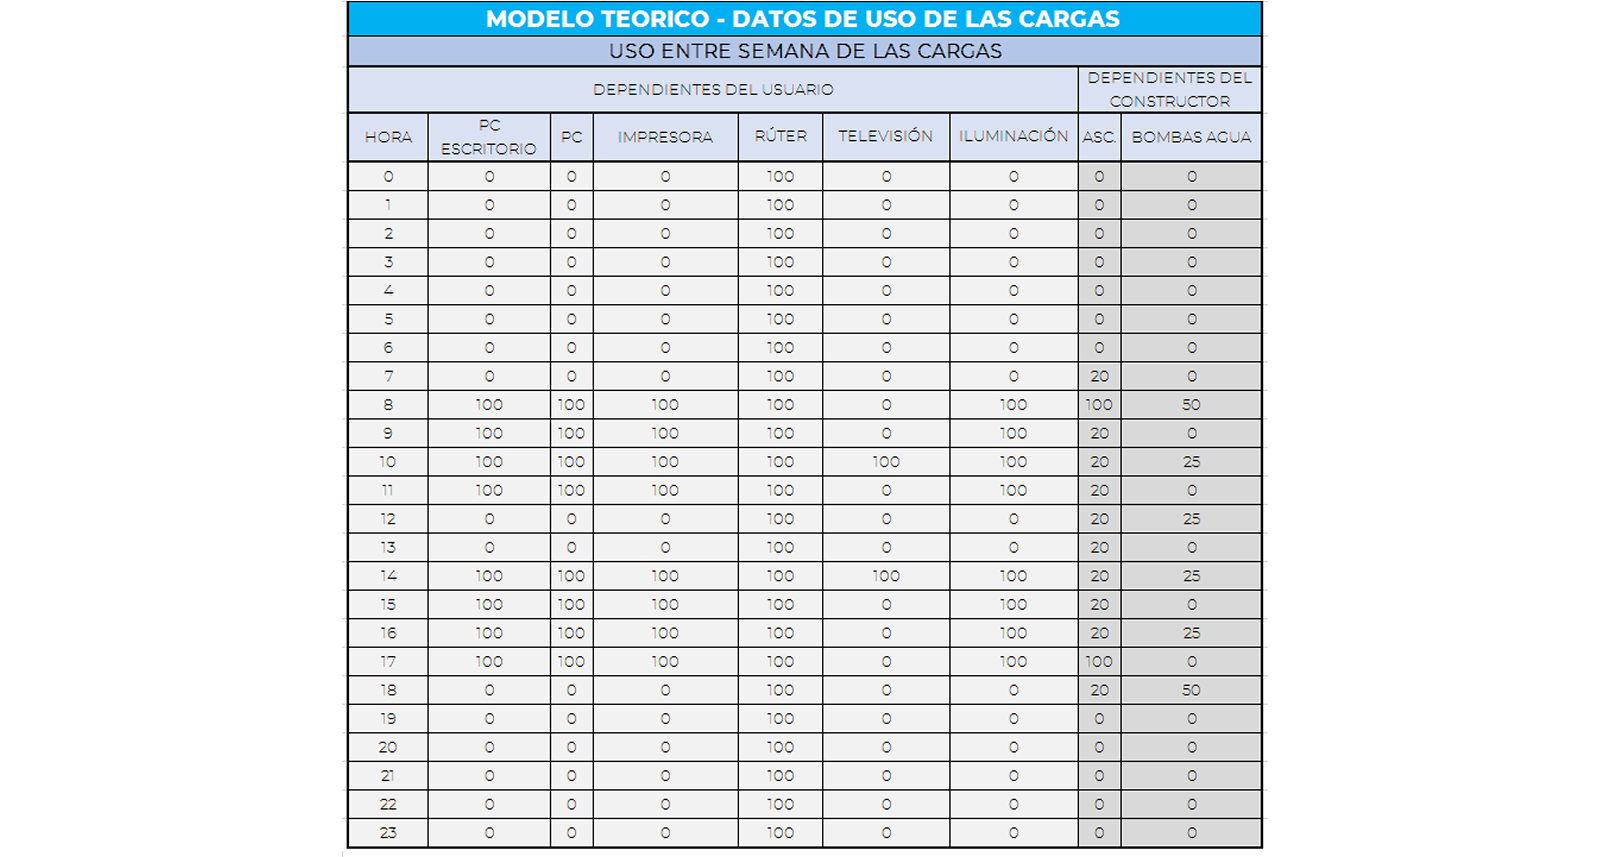 MODELO TEORICO - DATOS DE USO DE LAS CARGAS
USO ENTRE SEMANA DE LAS CARGAS
DEPENDIENTES DEL USUARIO
DEPENDIENTES DEL
CONSTRUCTOR
HORA PC ESCRITORIO PC IMPRESORA RÚTER TELEVISIÓN ILUMINACIÓN ASC. BOMBAS AGUA
0 0 0 0 100 0 0 0 0
1 0 0 0 100 0 0 0 0
2 0 0 0 100 0 0 0 0
3 0 0 0 100 0 0 0 0
4 0 0 0 100 0 0 0 0
5 0 0 0 100 0 0 0 0
6 0 0 0 100 0 0 0 0
7 0 0 0 100 0 0 20 0
8 100 100 100 100 0 100 100 50
9 100 100 100 100 0 100 20 0
10 100 100 100 100 100 100 20 25
11 100 100 100 100 0 100 20 0
12 0 0 0 100 0 0 20 25
13 0 0 0 100 0 0 20 0
14 100 100 100 100 100 100 20 25
15 100 100 100 100 0 100 20 0
16 100 100 100 100 0 100 20 25
17 100 100 100 100 0 100 100 0
18 0 0 0 100 0 0 20 50
19 0 0 0 100 0 0 0 0
20 0 0 0 100 0 0 0 0
21 0 0 0 100 0 0 0 0
22 0 0 0 100 0 0 0 0
23 0 0 0 100 0 0 0 0